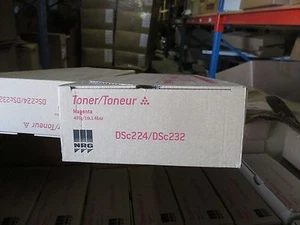 Toner/Toneur
Magenta
DSc224/DSc232
NRG
DSc224/DSc232